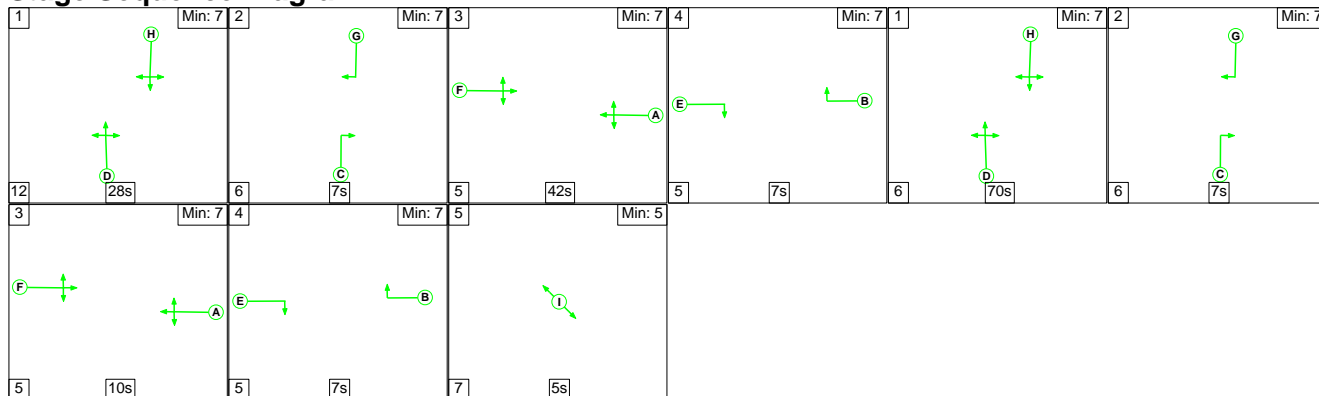 Stage Sequence Diagram
1 Min: 7
H
D
12 28s
2 Min: 7
G
C
6 7s
3 Min: 7
F
A
5 42s
4 Min: 7
E B
5 7s
1 Min: 7
H
D
6 70s
2 Min: 7
G
C
6 7s
3 Min: 7
F
A
5 10s
4 Min: 7
E B
5 7s
5 Min: 5
I
7 5s